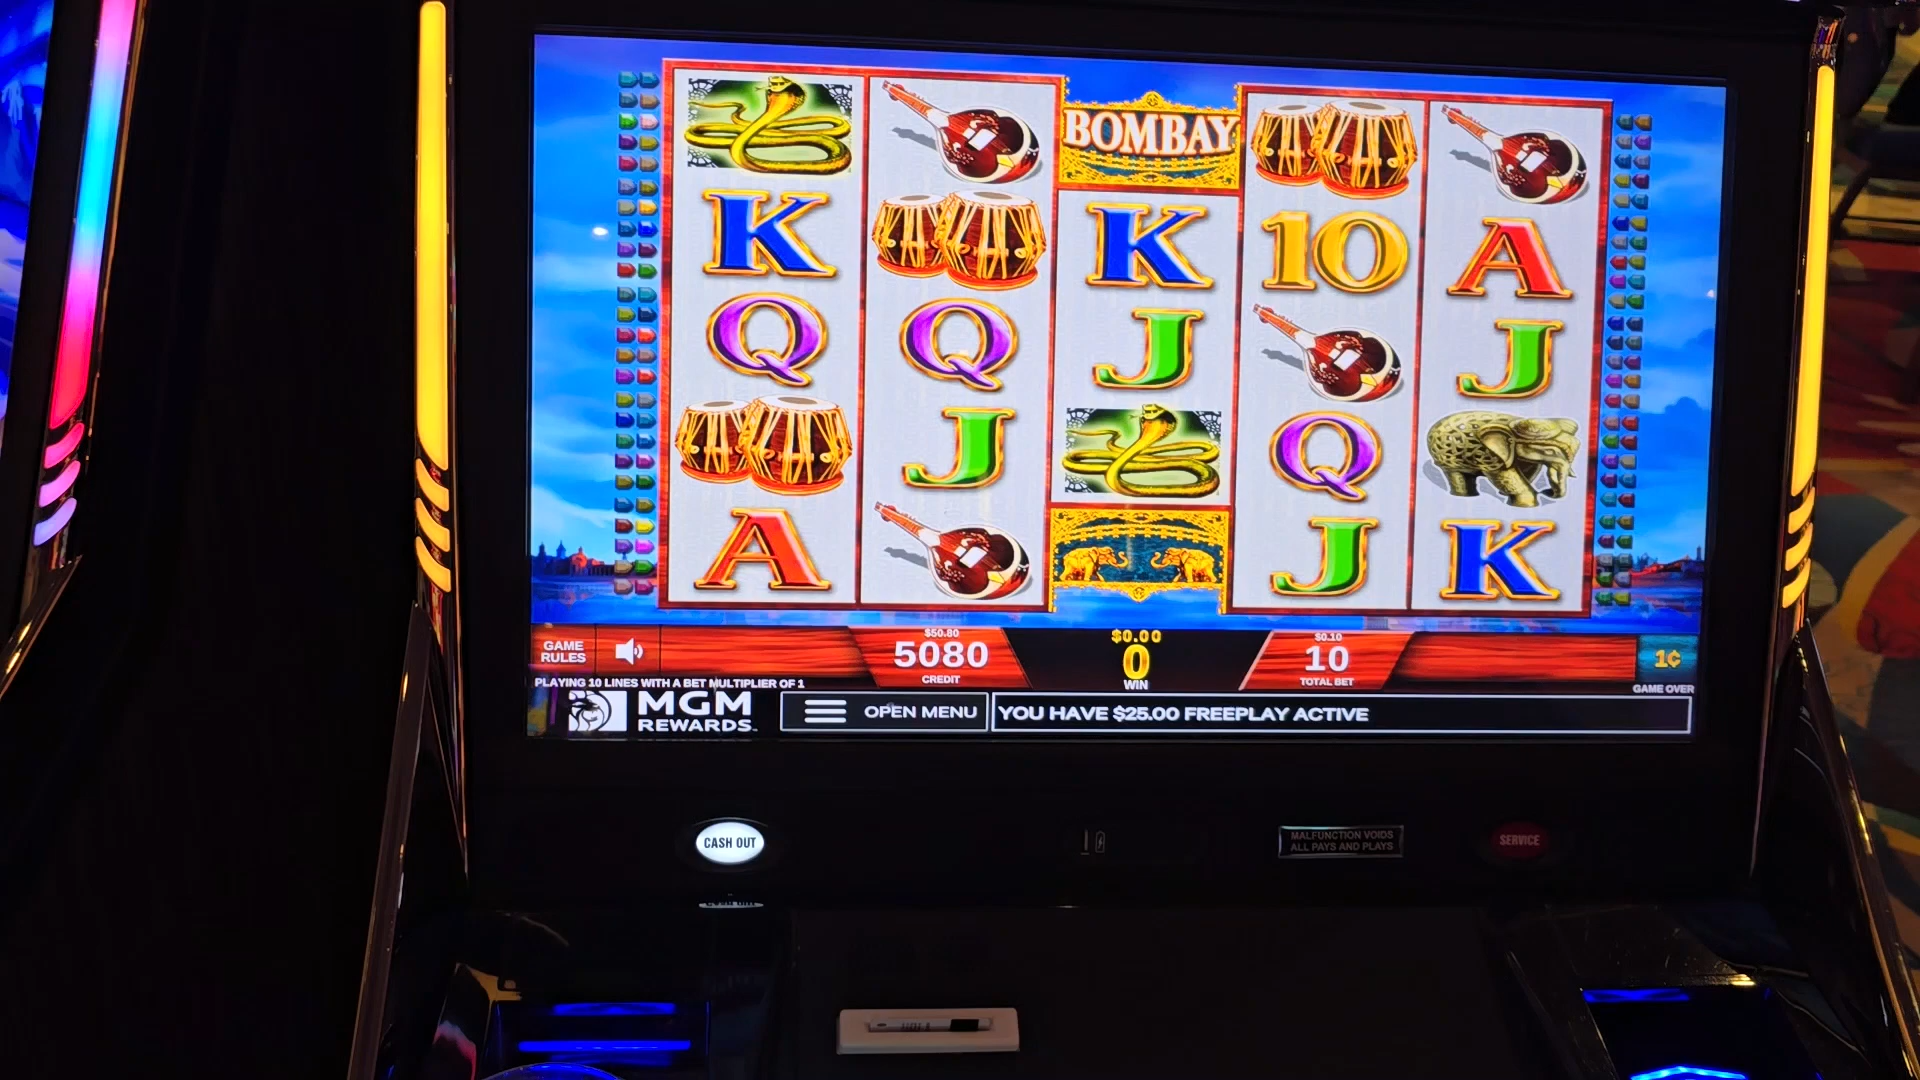 BOMBAY
K
K
10
A
Q
Q
J
J
J
Q
A
J
K
GAME
RULES
$50.80
5080
CREDIT
$0.00
0
WIN
$0.10
10
TOTAL BET
1¢
PLAYING 10 LINES WITH A BET MULTIPLIER OF 1
GAME OVER
MGM
REWARDS
OPEN MENU
YOU HAVE $25.00 FREEPLAY ACTIVE
CASH OUT
MALFUNCTION VOIDS
ALL PAYS AND PLAYS
SERVICE